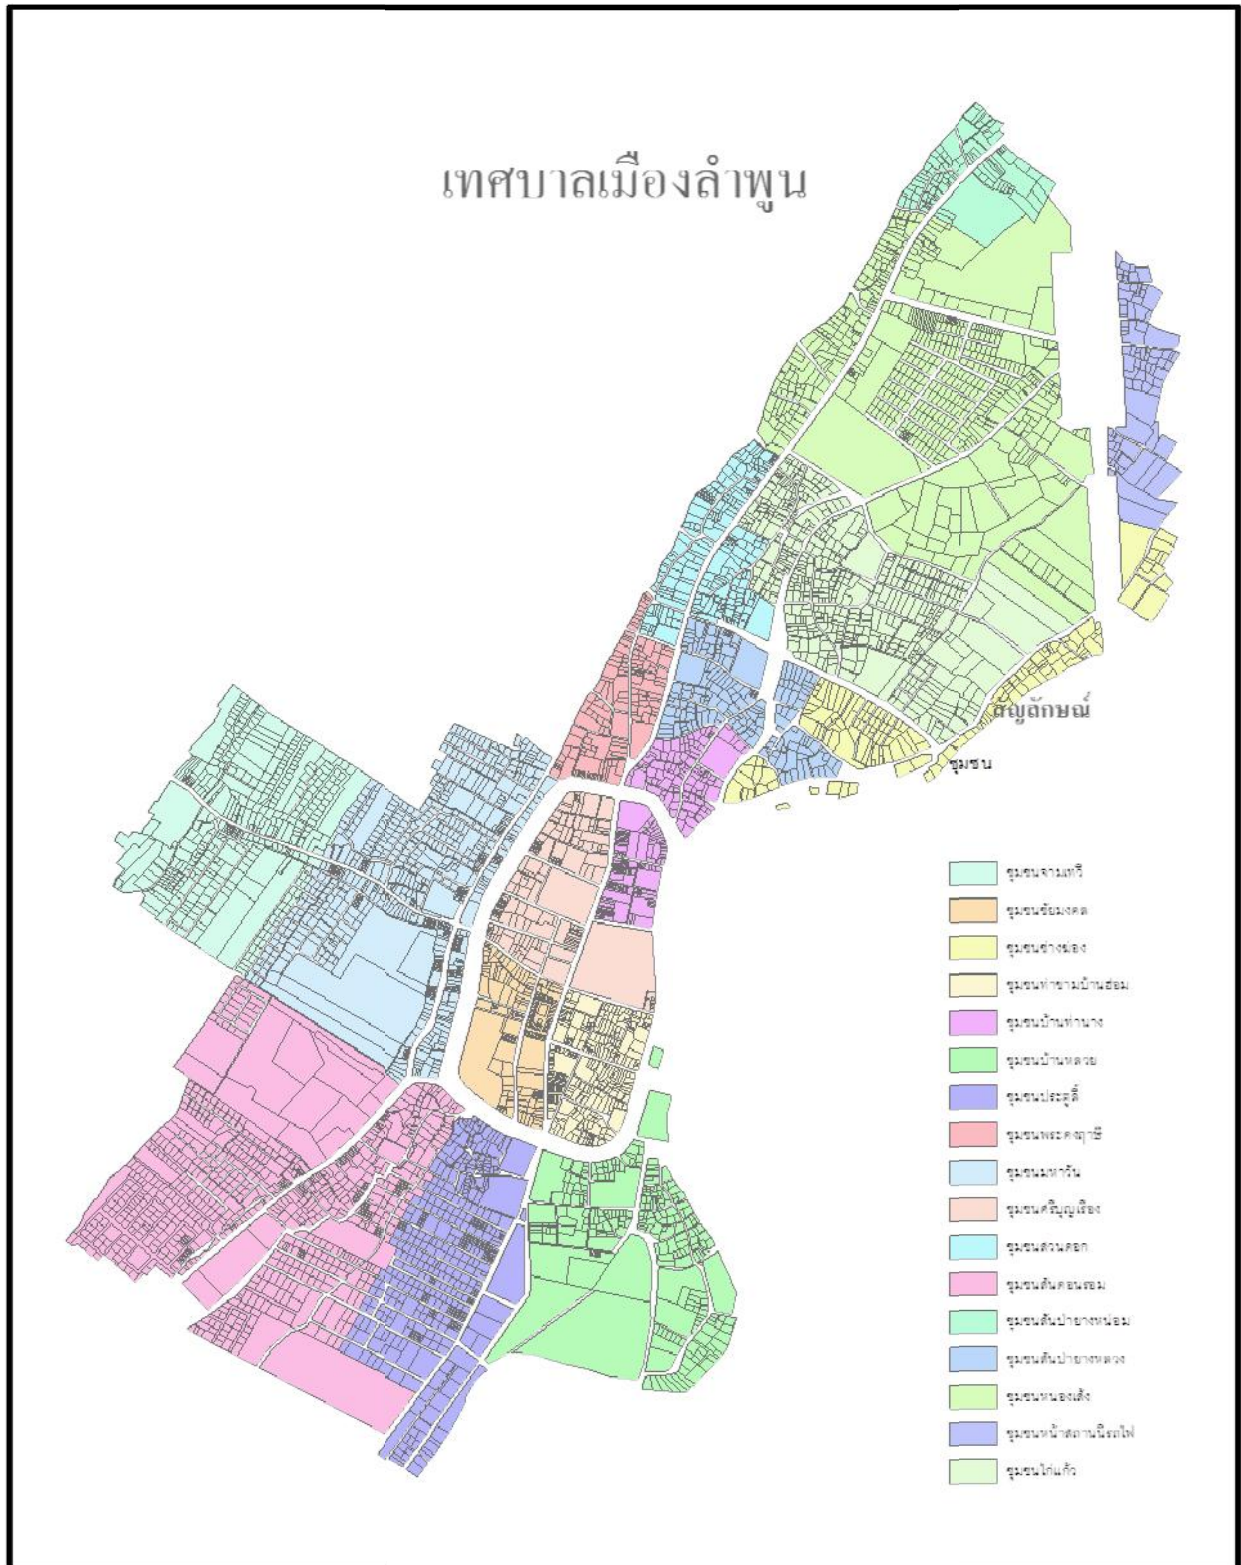 เทศบาลเมืองลำพูน
สัญลักษณ์
ชุมชน
ชุมชนจามเทวี
ชุมชนชัยมงคล
ชุมชนช่างฆ้อง
ชุมชนท่าขามบ้านฮ่อม
ชุมชนบ้านท่านาง
ชุมชนบ้านหลวย
ชุมชนประตูลี้
ชุมชนพระคงฤาษี
ชุมชนมหาวัน
ชุมชนศรีบุญเรือง
ชุมชนสวนดอก
ชุมชนสันดอนรอม
ชุมชนสันป่ายางหน่อม
ชุมชนสันป่ายางหลวง
ชุมชนหนองเส้ง
ชุมชนหน้าสถานนีรถไฟ
ชุมชนไก่แก้ว